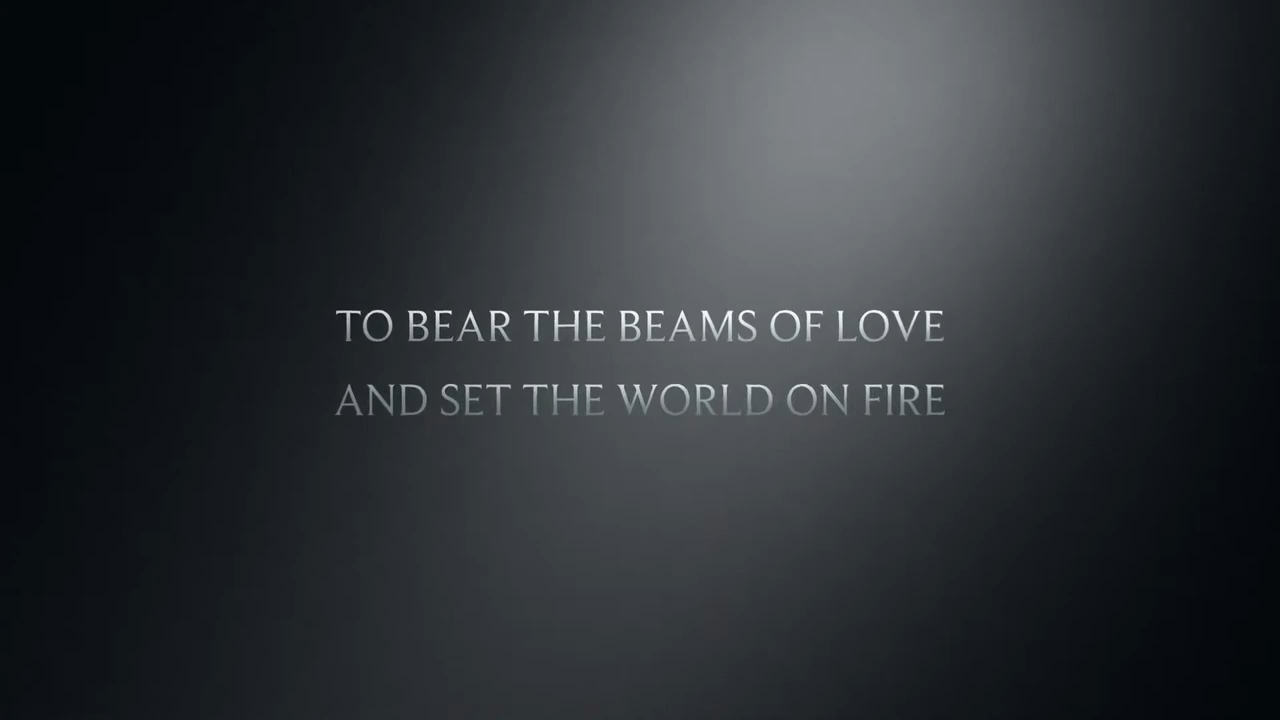 TO BEAR THE BEAMS OF LOVE
AND SET THE WORLD ON FIRE